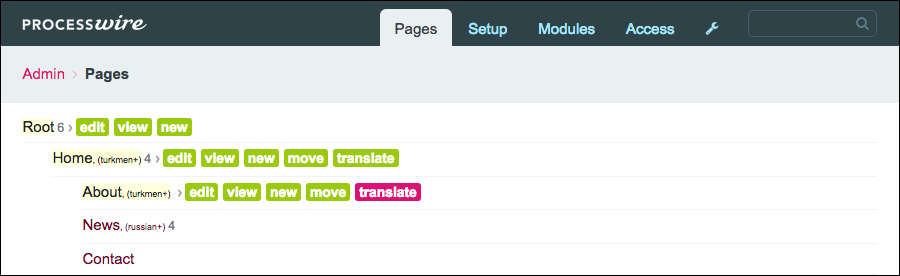 PROCESSWIRE Pages Setup Modules Access
Admin › Pages
Root 6 › edit view new
Home, (turkmen+) 4 › edit view new move translate
About, (turkmen+) › edit view new move translate
News, (russian+) 4
Contact